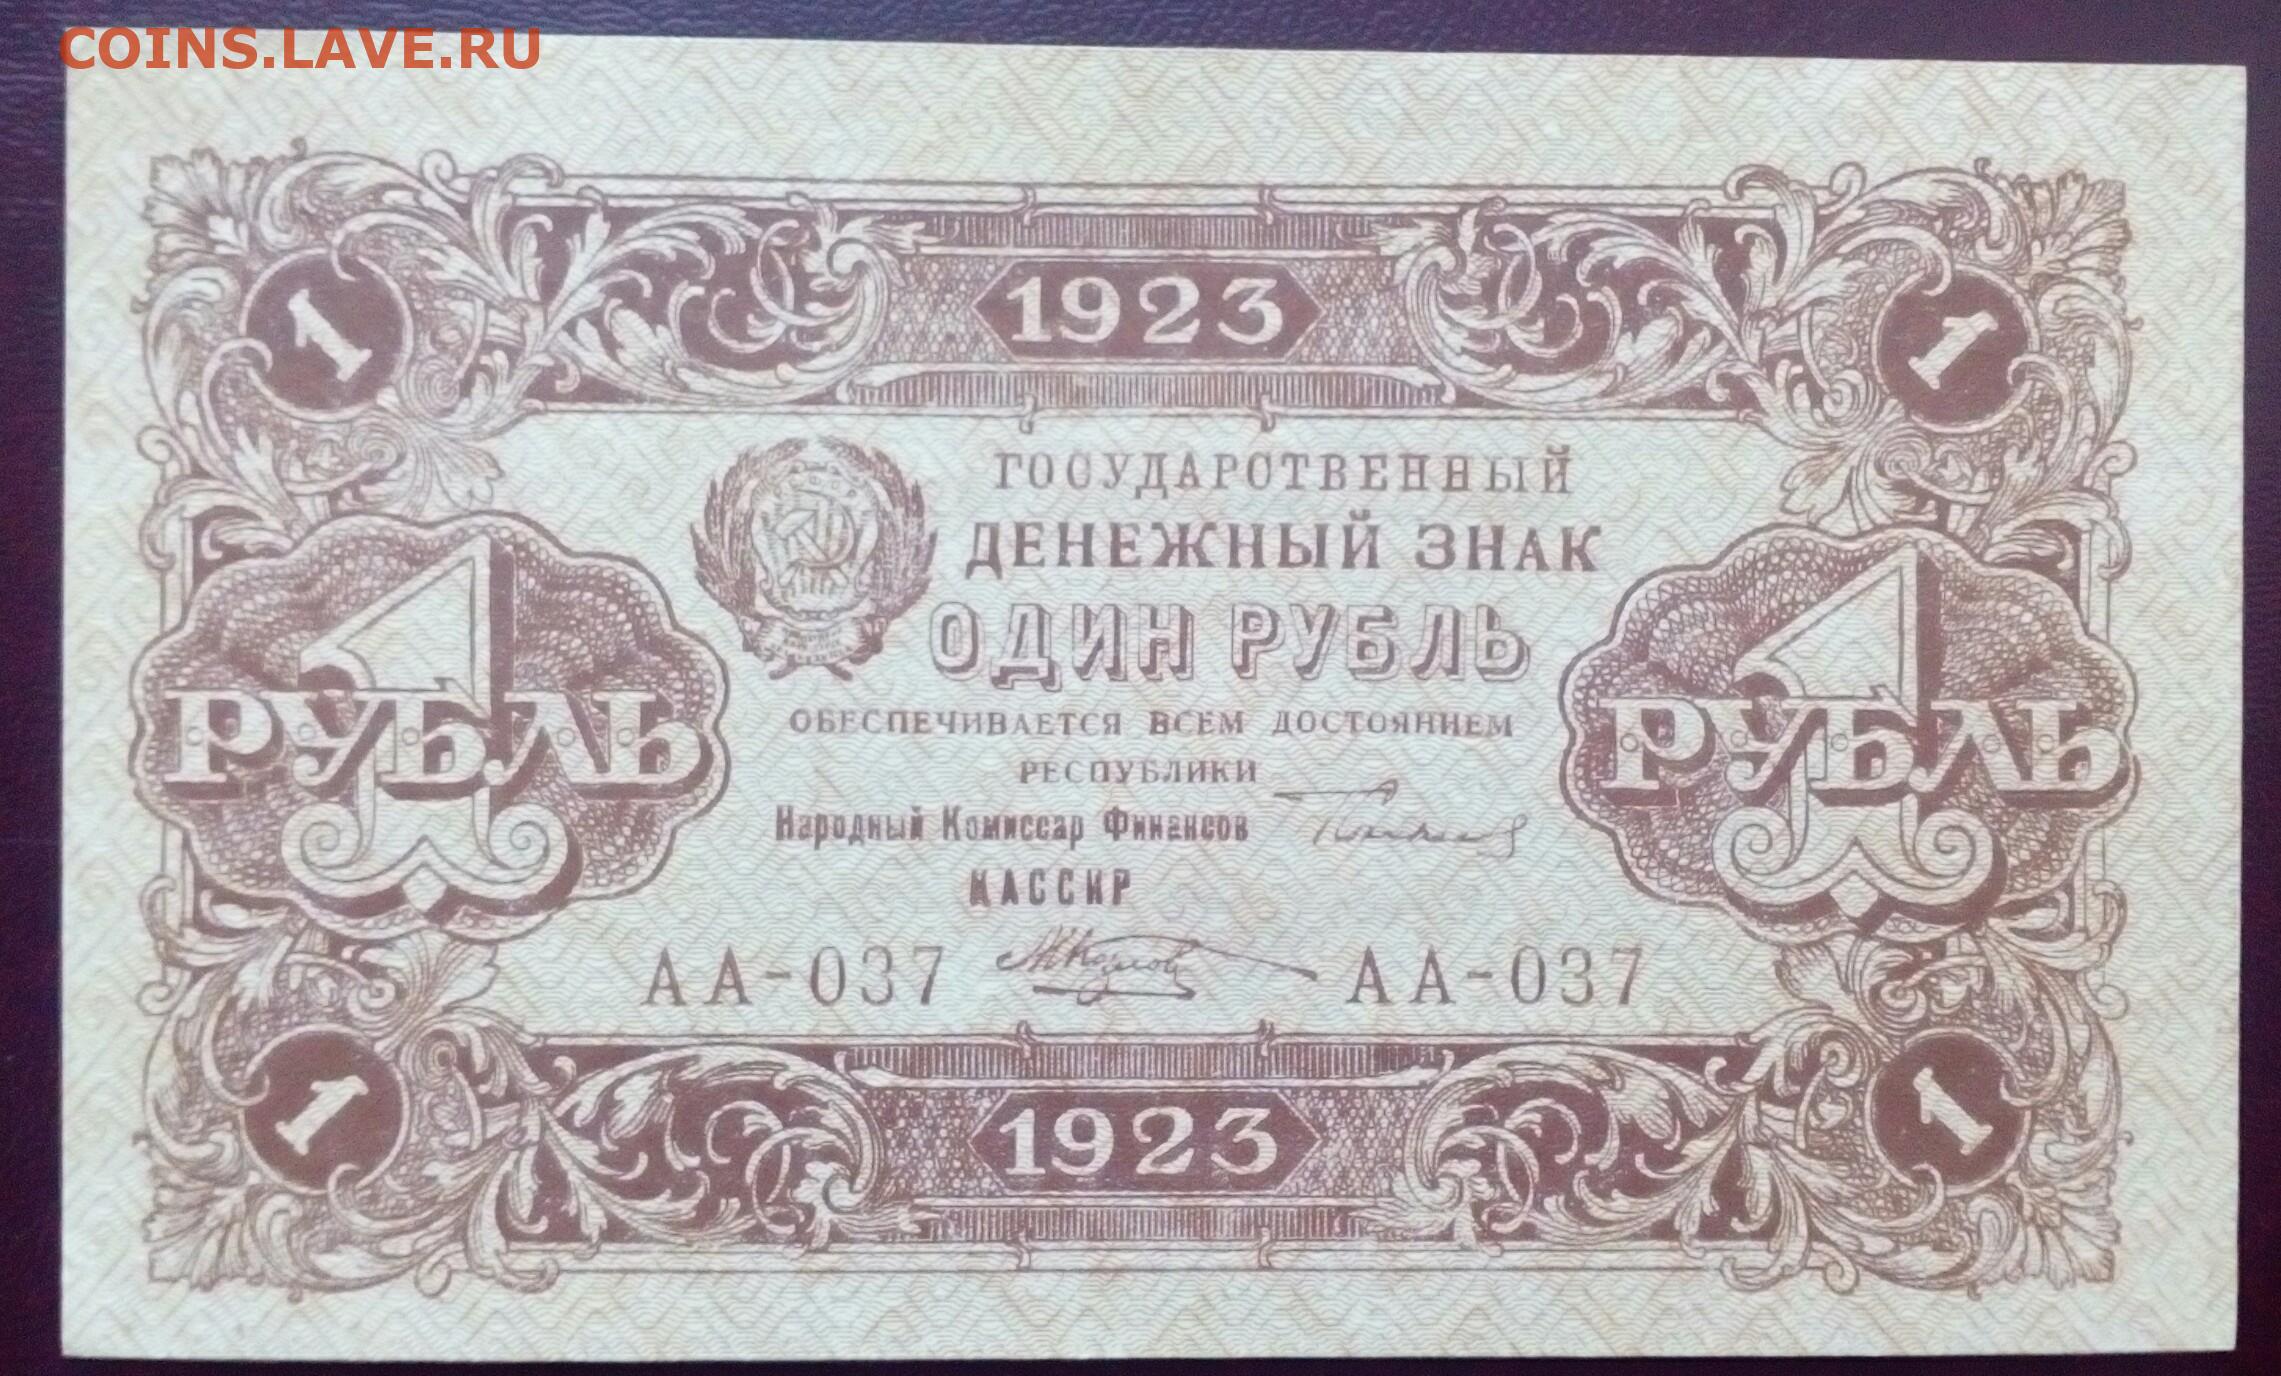 COINS.LAVE.RU
1923
1
1
ГОСУДАРСТВЕННЫЙ
ДЕНЕЖНЫЙ ЗНАК
ОДИН РУБЛЬ
1 РУБЛЬ
1 РУБЛЬ
ОБЕСПЕЧИВАЕТСЯ ВСЕМ ДОСТОЯНИЕМ
РЕСПУБЛИКИ
Народный Комиссар Финансов
КАССИР
АА-037
АА-037
1
1
1923